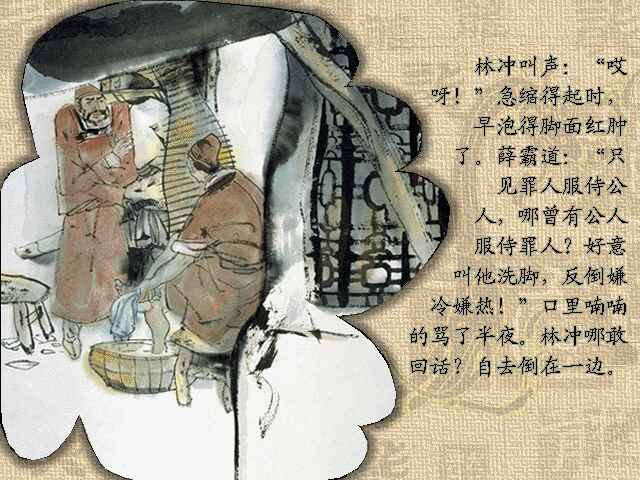 林冲叫声：“哎
呀！”急缩得起时，
早泡得脚面红肿
了。薛霸道：“只
见罪人服侍公
人，哪曾有公人
服侍罪人？好意
叫他洗脚，反倒嫌
冷嫌热！”口里喃喃
的骂了半夜。林冲哪敢
回话？自去倒在一边。